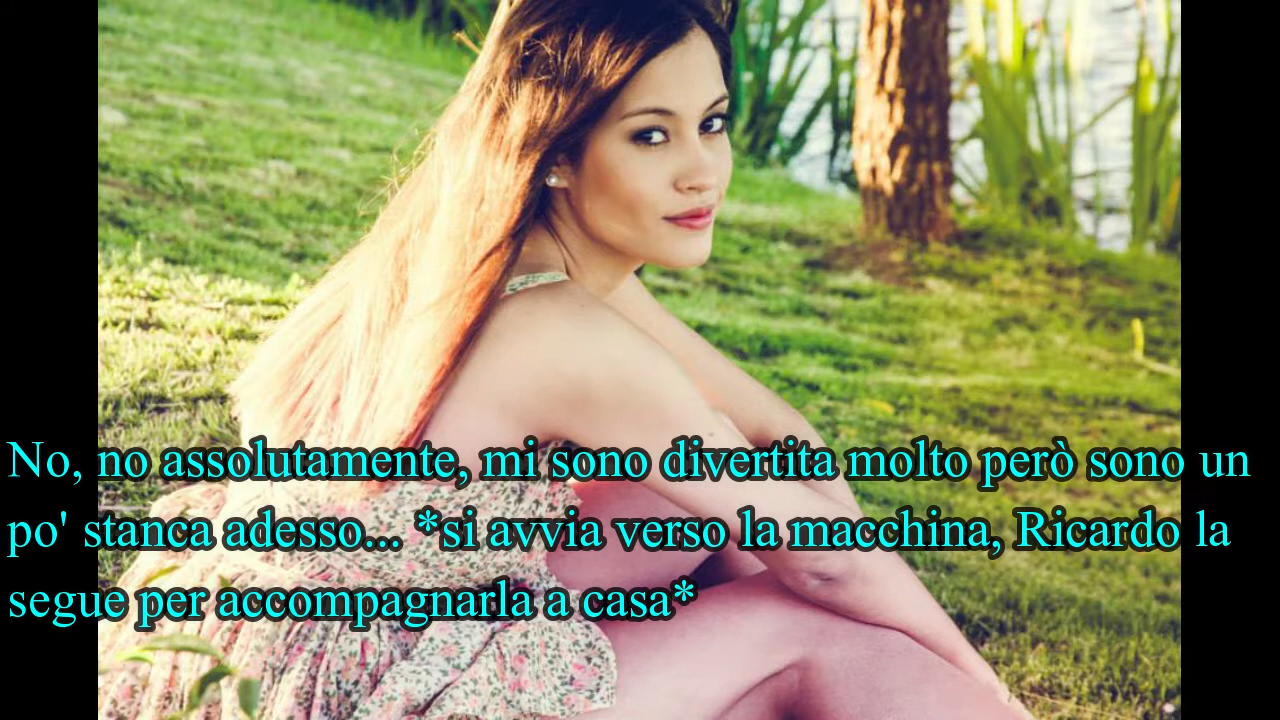 No, no assolutamente, mi sono divertita molto però sono un
po' stanca adesso... *si avvia verso la macchina, Ricardo la
segue per accompagnarla a casa*